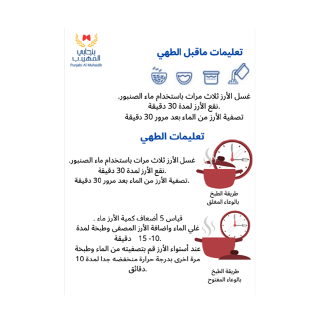 بنجابي
المهيدب
Punjabi Al Muhaidib
تعليمات ماقبل الطهي
غسل الأرز ثلاث مرات باستخدام ماء الصنبور.
نقع الأرز لمدة 30 دقيقة.
تصفية الأرز من الماء بعد مرور 30 دقيقة
تعليمات الطهي
غسل الأرز ثلاث مرات باستخدام ماء الصنبور.
نقع الأرز لمدة 30 دقيقة.
تصفية الأرز من الماء بعد مرور 30 دقيقة.
طريقة الطبخ
بالوعاء المغلق
قياس 5 أضعاف كمية الأرز ماء .
غلي الماء واضافة الأرز المصفى وطبخة لمدة
10- 15 دقيقة.
عند أستواء الأرز قم بتصفيته من الماء وطبخة
مرة اخرى بدرجة حرارة منخفضه جدا لمدة 10
دقائق.
طريقة الطبخ
بالوعاء المفتوح